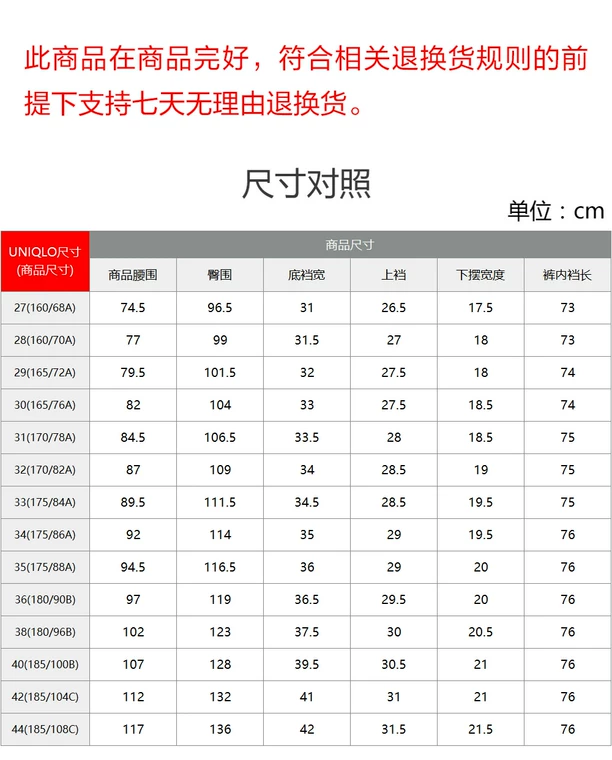 此商品在商品完好，符合相关退换货规则的前
提下支持七天无理由退换货。
尺寸对照
单位：cm
UNIQLO尺寸
(商品尺寸)
商品尺寸
商品腰围 臀围 底裆宽 上裆 下摆宽度 裤内裆长
27(160/68A) 74.5 96.5 31 26.5 17.5 73
28(160/70A) 77 99 31.5 27 18 73
29(165/72A) 79.5 101.5 32 27.5 18 74
30(165/76A) 82 104 33 27.5 18.5 74
31(170/78A) 84.5 106.5 33.5 28 18.5 75
32(170/82A) 87 109 34 28.5 19 75
33(175/84A) 89.5 111.5 34.5 28.5 19.5 75
34(175/86A) 92 114 35 29 19.5 76
35(175/88A) 94.5 116.5 36 29 20 76
36(180/90B) 97 119 36.5 29.5 20 76
38(180/96B) 102 123 37.5 30 20.5 76
40(185/100B) 107 128 39.5 30.5 21 76
42(185/104C) 112 132 41 31 21 76
44(185/108C) 117 136 42 31.5 21.5 76